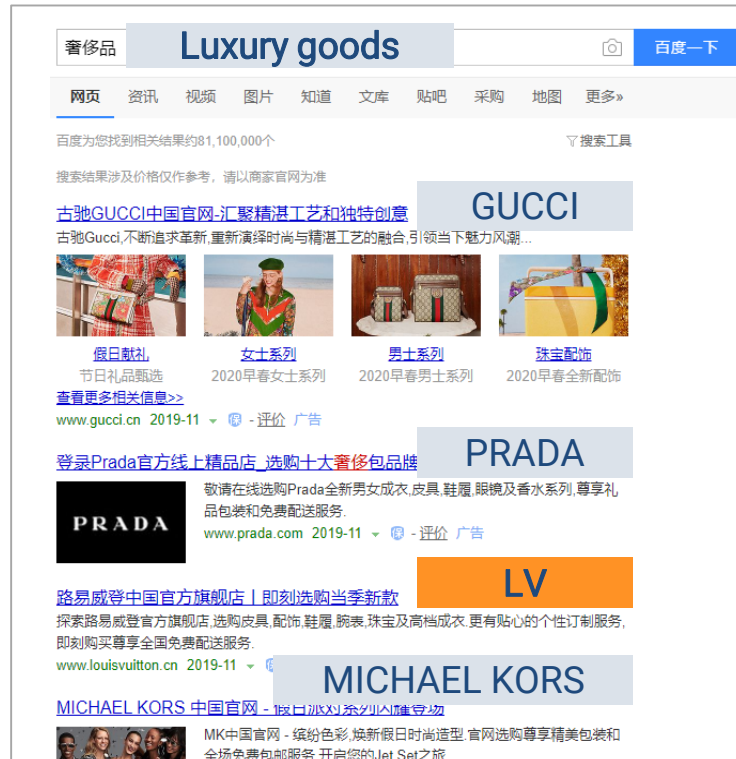 奢侈品
Luxury goods
百度一下
网页 资讯 视频 图片 知道 文库 贴吧 采购 地图 更多»
百度为您找到相关结果约81,100,000个
搜索工具
搜索结果涉及价格仅作参考，请以商家官网为准
古驰GUCCI中国官网-汇聚精湛工艺和独特创意
GUCCI
古驰Gucci,不断追求革新,重新演绎时尚与精湛工艺的融合,引领当下魅力风潮...
假日献礼 女士系列 男士系列 珠宝配饰
节日礼品甄选 2020早春女士系列 2020早春男士系列 2020早春全新配饰
查看更多相关信息>>
www.gucci.cn 2019-11 保 - 评价 广告
登录Prada官方线上精品店_选购十大奢侈包品牌
PRADA
PRADA
敬请在线选购Prada全新男女成衣,皮具,鞋履,眼镜及香水系列,尊享礼
品包装和免费配送服务.
www.prada.com 2019-11 保 - 评价 广告
LV
路易威登中国官方旗舰店丨即刻选购当季新款
探索路易威登官方旗舰店,选购皮具,配饰,鞋履,腕表,珠宝及高档成衣.更有贴心的个性订制服务,
即刻购买尊享全国免费配送服务.
www.louisvuitton.cn 2019-11
MICHAEL KORS
MICHAEL KORS 中国官网 - 假日派对系列闪耀登场
MK中国官网 - 缤纷色彩,焕新假日时尚造型.官网选购尊享精美包装和
全场免费包邮服务,开启您的Jet Set之旅